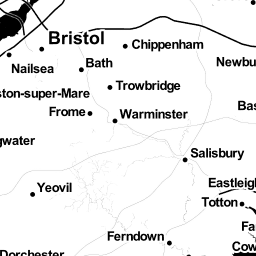 Bristol
Chippenham
Nailsea
Bath
Newbu
Trowbridge
ston-super-Mare
Frome
Warminster
Bas
gwater
Salisbury
Yeovil
Eastleigh
Totton
Fa
Ferndown
Cow
Dorchester